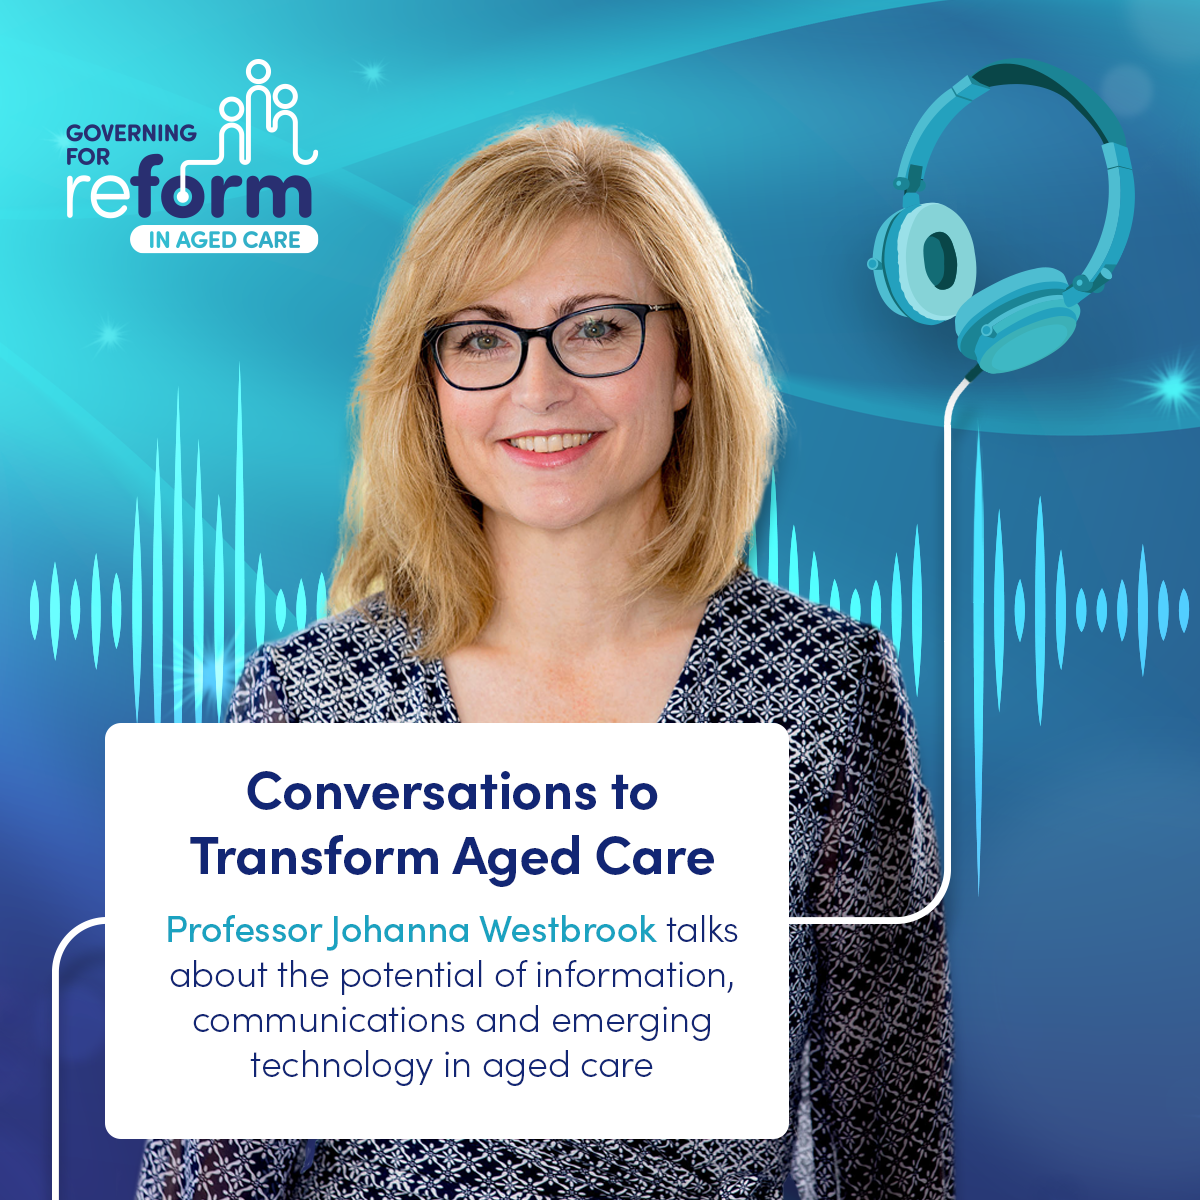 GOVERNING
FOR
reform
IN AGED CARE
Conversations to
Transform Aged Care
Professor Johanna Westbrook talks
about the potential of information,
communications and emerging
technology in aged care